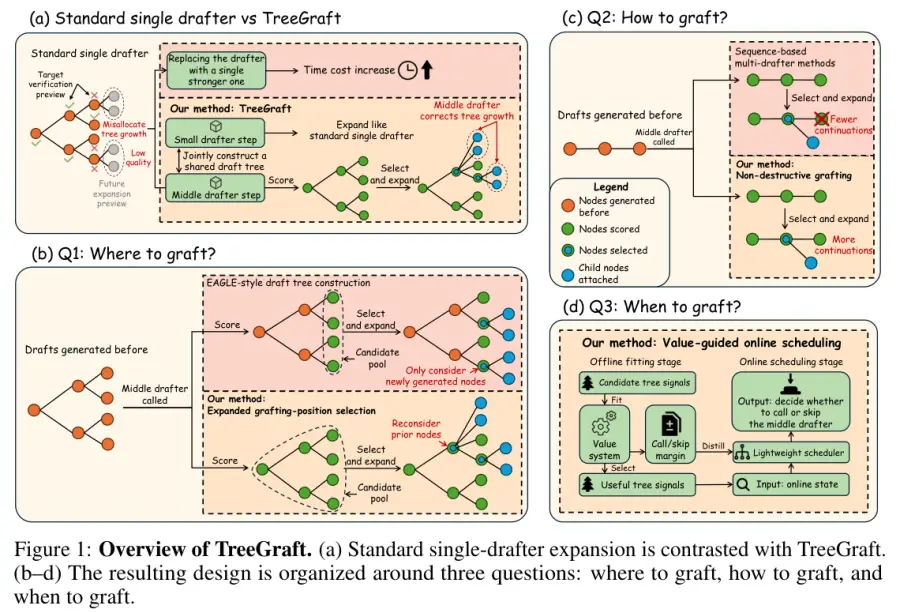 (a) Standard single drafter vs TreeGraft
Standard single drafter
Target
verification
preview
Misallocate
tree growth
Low
quality
Future
expansion
preview
Replacing the drafter
with a single
stronger one
Time cost increase
Our method: TreeGraft
Small drafter step
Expand like
standard single drafter
Jointly construct a
shared draft tree
Middle drafter step
Score
Select
and expand
Middle drafter
corrects tree growth
(b) Q1: Where to graft?
Drafts generated before
Middle drafter
called
EAGLE-style draft tree construction
Score
Select
and expand
Candidate
pool
Only consider
newly generated nodes
Our method:
Expanded grafting-position selection
Score
Select
and expand
Candidate
pool
Reconsider
prior nodes
(c) Q2: How to graft?
Drafts generated before
Middle drafter
called
Legend
Nodes generated
before
Nodes scored
Nodes selected
Child nodes
attached
Sequence-based
multi-drafter methods
Select and expand
Fewer
continuations
Our method:
Non-destructive grafting
Select and expand
More
continuations
(d) Q3: When to graft?
Our method: Value-guided online scheduling
Offline fitting stage
Candidate tree signals
Fit
Value
system
Call/skip
margin
Select
Useful tree signals
Distill
Online scheduling stage
Output: decide whether
to call or skip
the middle drafter
Lightweight scheduler
Input: online state
Figure 1: Overview of TreeGraft. (a) Standard single-drafter expansion is contrasted with TreeGraft.
(b–d) The resulting design is organized around three questions: where to graft, how to graft, and
when to graft.